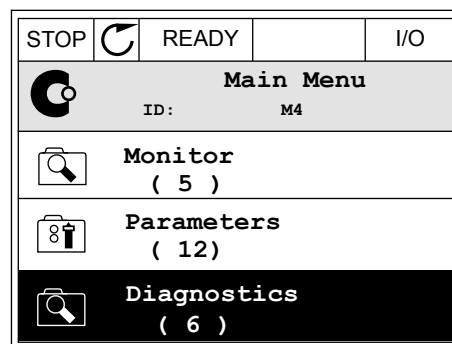 STOP READY I/O
Main Menu
ID: M4
Monitor
( 5 )
Parameters
( 12)
Diagnostics
( 6 )